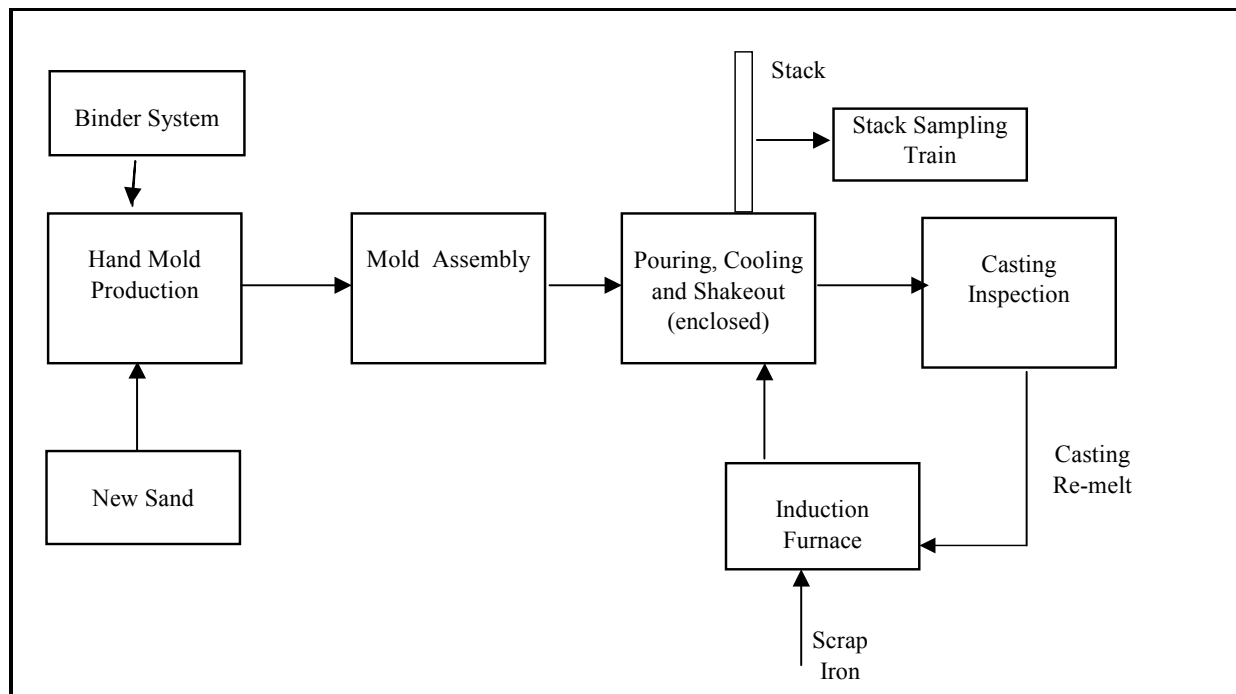 Stack
Binder System
Stack Sampling
Train
Hand Mold
Production
Mold Assembly
Pouring, Cooling
and Shakeout
(enclosed)
Casting
Inspection
New Sand
Induction
Furnace
Casting
Re-melt
Scrap
Iron